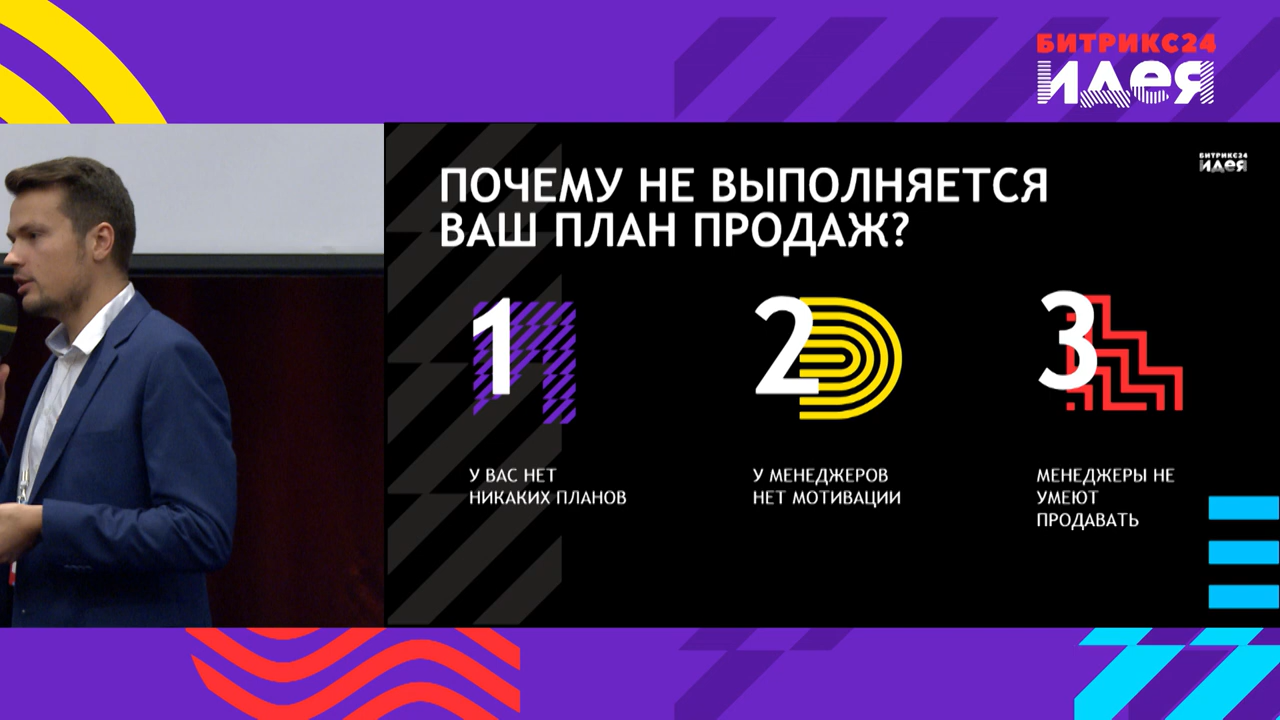 БИТРИКС24
ИДЕЯ
БИТРИКС24
ИДЕЯ
ПОЧЕМУ НЕ ВЫПОЛНЯЕТСЯ
ВАШ ПЛАН ПРОДАЖ?
1
2
3
У ВАС НЕТ
НИКАКИХ ПЛАНОВ
У МЕНЕДЖЕРОВ
НЕТ МОТИВАЦИИ
МЕНЕДЖЕРЫ НЕ
УМЕЮТ
ПРОДАВАТЬ